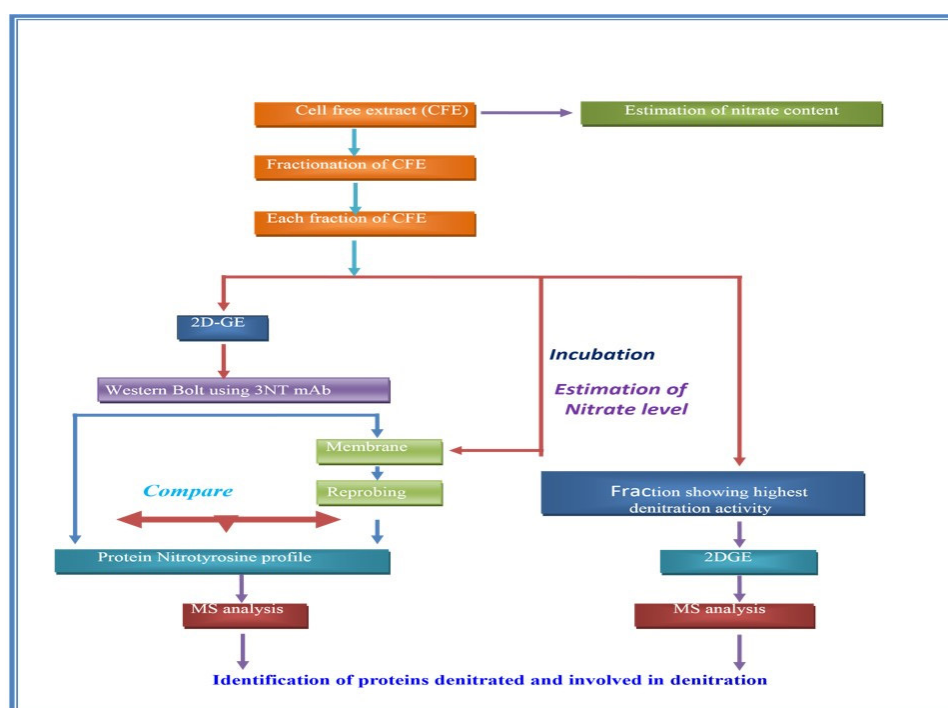 Cell free extract (CFE)
Estimation of nitrate content
Fractionation of CFE
Each fraction of CFE
2D-GE
Incubation
Western Bolt using 3NT mAb
Estimation of
Nitrate level
Membrane
Reprobing
Compare
Fraction showing highest
denitration activity
Protein Nitrotyrosine profile
2DGE
MS analysis
MS analysis
Identification of proteins denitrated and involved in denitration